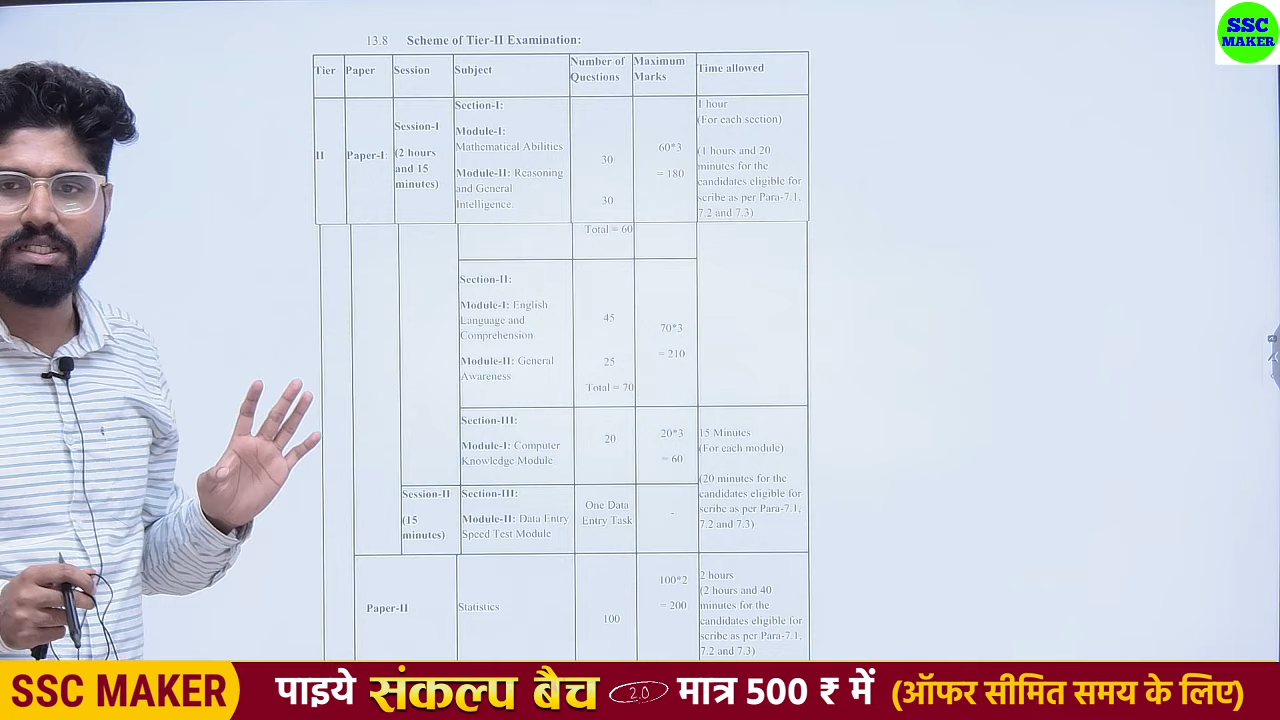 SSC
MAKER
13.8 Scheme of Tier-II Examination:
Tier Paper Session Subject Number of Questions Maximum Marks Time allowed
II
Paper-I:
Session-I
(2 hours
and 15
minutes)
Section-I:
Module-I:
Mathematical Abilities
Module-II: Reasoning
and General
Intelligence.
30
30
Total = 60
60*3
= 180
1 hour
(For each section)
(1 hours and 20
minutes for the
candidates eligible for
scribe as per Para-7.1,
7.2 and 7.3)
Section-II:
Module-I: English
Language and
Comprehension
Module-II: General
Awareness
45
25
Total = 70
70*3
= 210
Section-III:
Module-I: Computer
Knowledge Module
20
20*3
= 60
15 Minutes
(For each module)
(20 minutes for the
candidates eligible for
scribe as per Para-7.1,
7.2 and 7.3)
Session-II
(15
minutes)
Section-III:
Module-II: Data Entry
Speed Test Module
One Data
Entry Task
-
Paper-II
Statistics
100
100*2
= 200
2 hours
(2 hours and 40
minutes for the
candidates eligible for
scribe as per Para-7.1,
7.2 and 7.3)
SSC MAKER पाइये संकल्प बैच 2.0 मात्र 500 ₹ में (ऑफर सीमित समय के लिए)